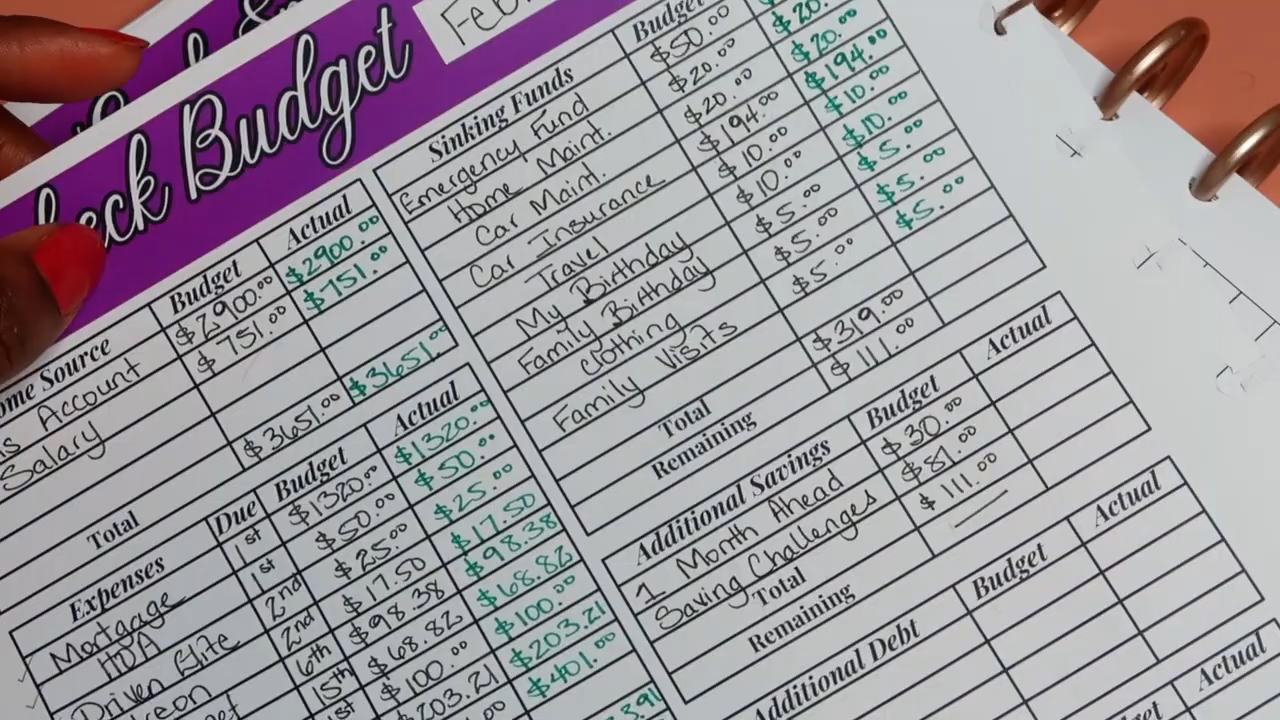 Check Budget
Feb
Income Source Budget Actual
Account $2900.00 $2900.00
Salary $751.00 $751.00
Total $3651.00 $3651.00
Expenses Due Budget Actual
Mortgage 1st $1320.00 $1320.00
HOA 1st $50.00 $50.00
Driven Elite 2nd $25.00 $25.00
2nd $17.50 $17.50
6th $98.38 $98.38
15th $68.82 $68.82
1st $100.00 $100.00
$203.21 $203.21
$401.00
3.91
Sinking Funds Budget
Emergency Fund $50.00
Home Maint. $20.00 $20.
Car Maint. $20.00 $20.00
Car Insurance $194.00 $194.00
Travel $10.00 $10.00
My Birthday $10.00 $10.00
Family Birthday $5.00 $5.00
Clothing $5.00 $5.00
Family Visits $5.00 $5.00
Total $319.00
Remaining $111.00
Additional Savings Budget Actual
1 Month Ahead $30.00
Saving Challenges $81.00
Total $111.00
Remaining
Additional Debt Budget Actual
Actual